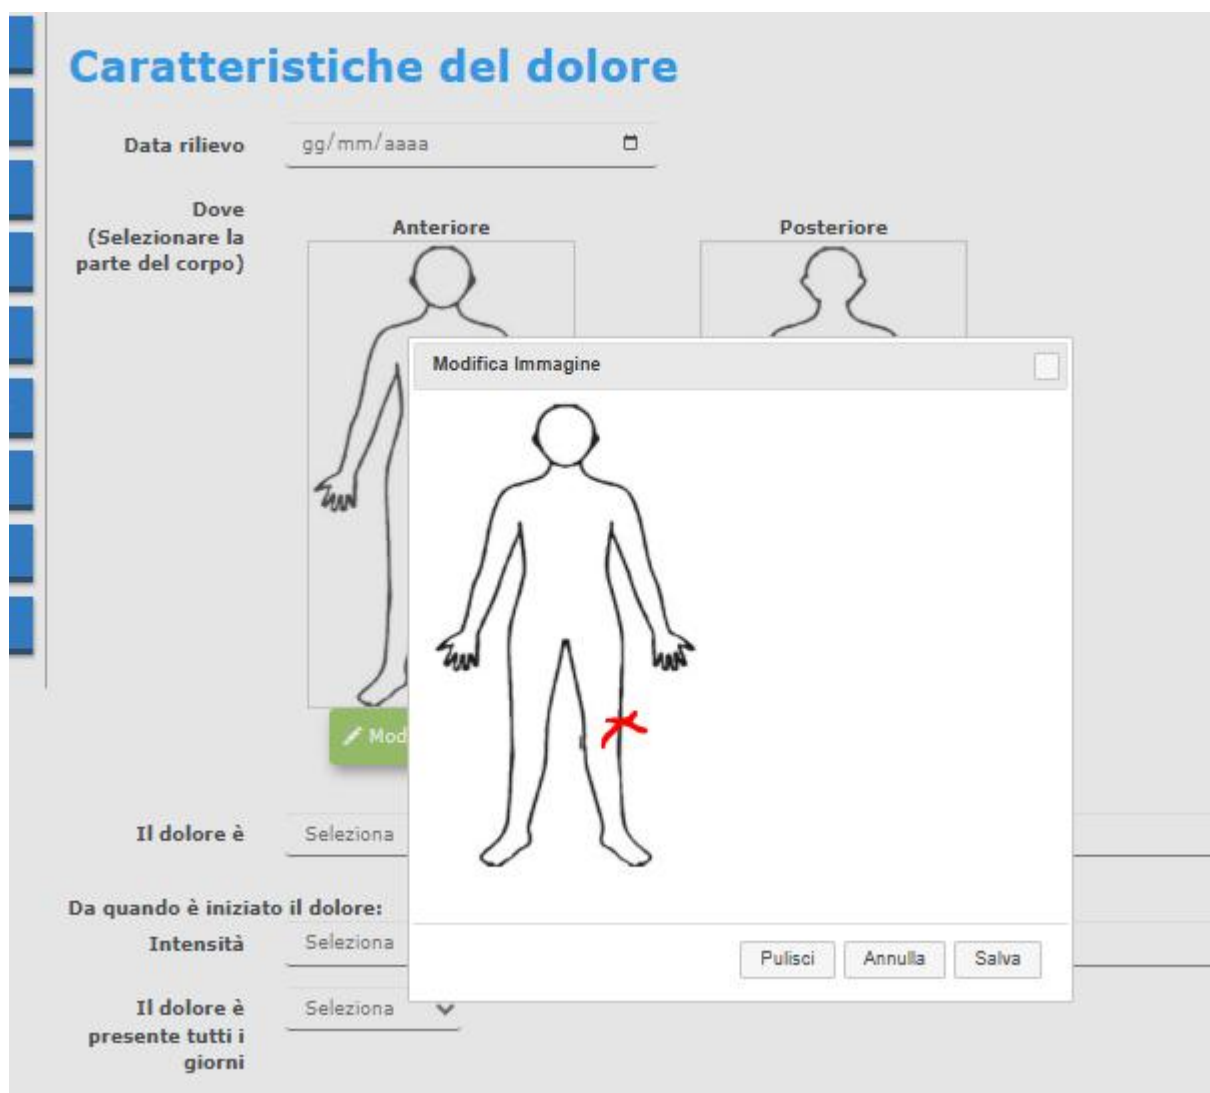 Caratteristiche del dolore
Data rilievo
gg/mm/aaaa
Dove
(Selezionare la
parte del corpo)
Anteriore
Posteriore
Modifica Immagine
Mod
Il dolore è
Seleziona
Da quando è iniziato il dolore:
Intensità
Seleziona
Pulisci
Annulla
Salva
Il dolore è
presente tutti i
giorni
Seleziona